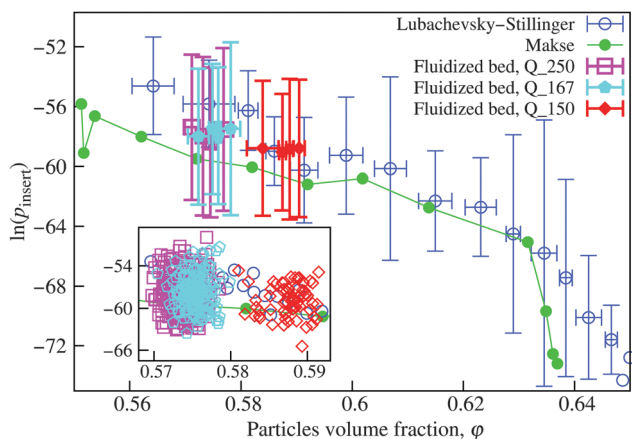 Lubachevsky-Stillinger
Makse
Fluidized bed, Q_250
Fluidized bed, Q_167
Fluidized bed, Q_150
ln(p_insert)
−52
−56
−60
−64
−68
−72
−54
−60
−66
0.57
0.58
0.59
0.56
0.58
0.6
0.62
0.64
Particles volume fraction, φ